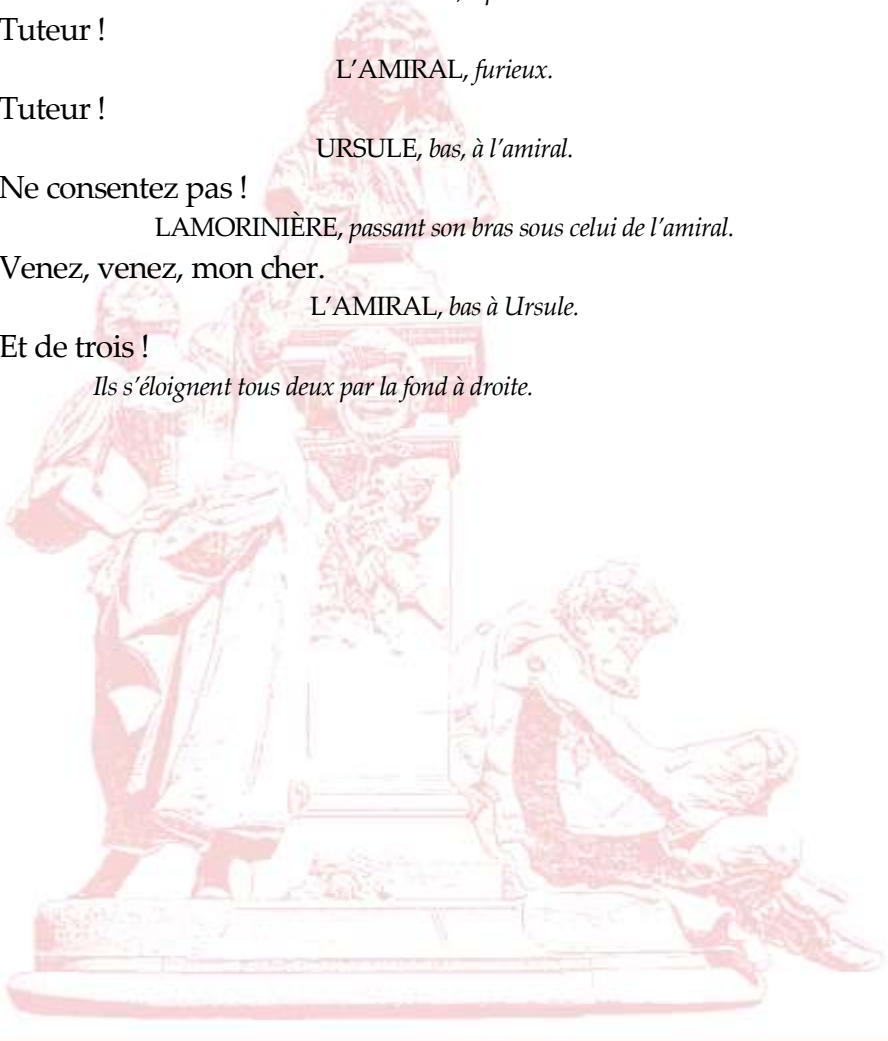 Tuteur !
L’AMIRAL, furieux.
Tuteur !
URSULE, bas, à l’amiral.
Ne consentez pas !
LAMORINIÈRE, passant son bras sous celui de l’amiral.
Venez, venez, mon cher.
L’AMIRAL, bas à Ursule.
Et de trois !
Ils s’éloignent tous deux par la fond à droite.